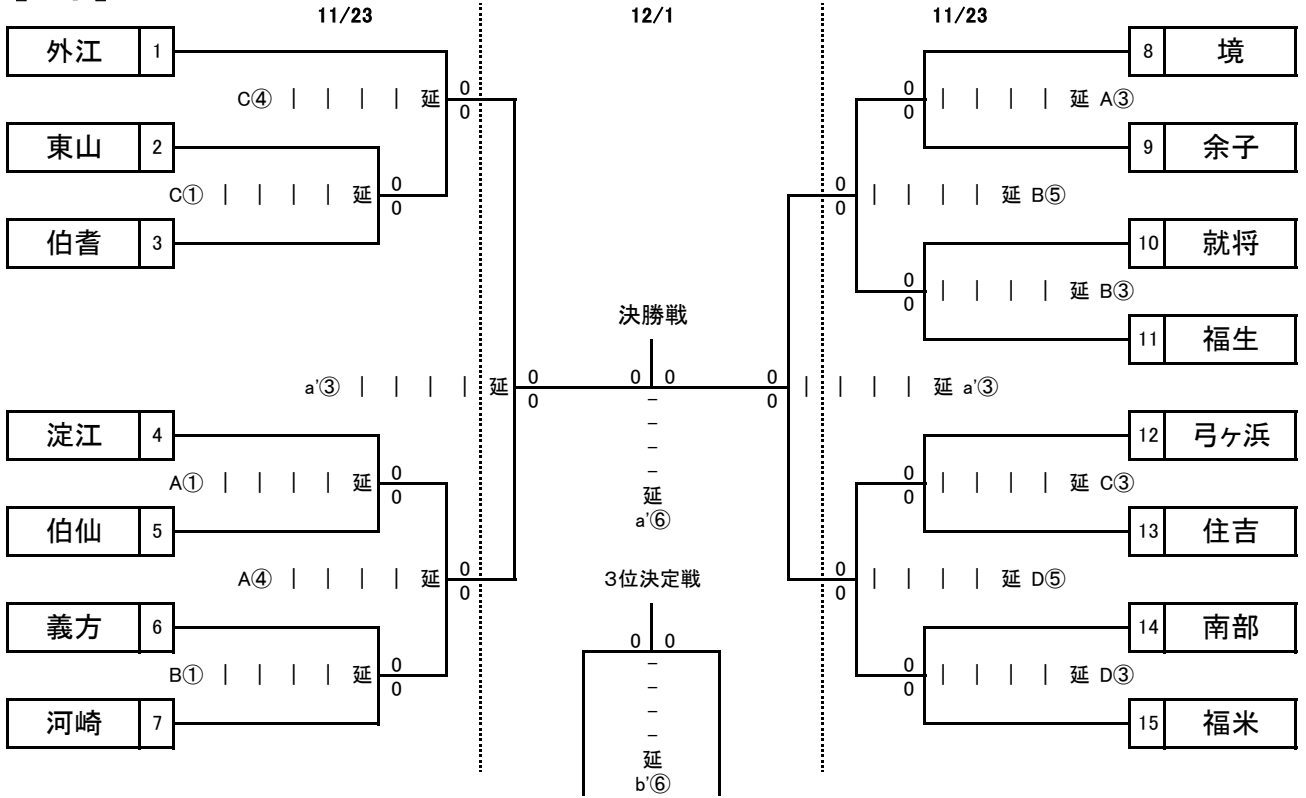 11/23 12/1 11/23
外江 1
8 境
C④ | | | | 延 0 0
0 0 | | | | 延 A③
東山 2
9 余子
C① | | | | 延 0 0
0 0 | | | | 延 B⑤
伯耆 3
10 就将
0 0 | | | | 延 B③
決勝戦
11 福生
a'③ | | | | 延 0 0
0 0
0 0 | | | | 延 a'③
－
－
－
－
延
a'⑥
淀江 4
12 弓ヶ浜
A① | | | | 延 0 0
0 0 | | | | 延 C③
伯仙 5
13 住吉
A④ | | | | 延 0 0
3位決定戦
0 0 | | | | 延 D⑤
義方 6
14 南部
0 0
B① | | | | 延 0 0
0 0 | | | | 延 D③
－
－
－
－
延
b'⑥
河崎 7
15 福米